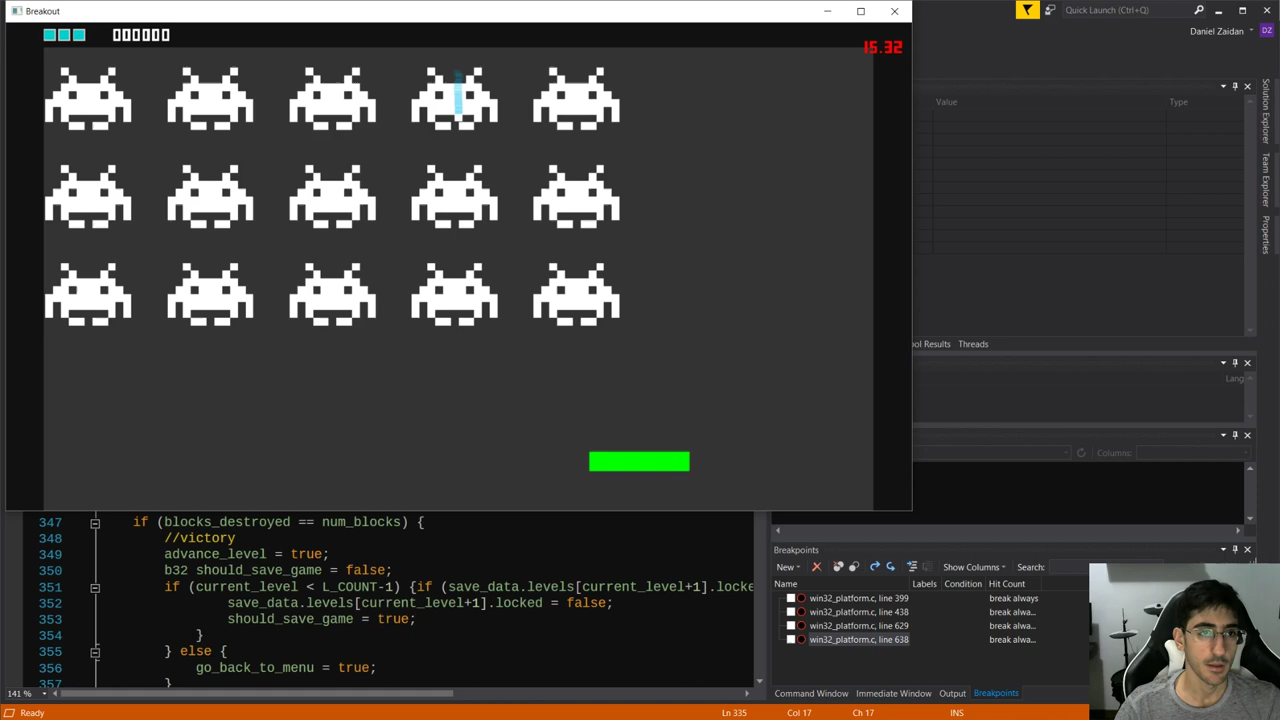 Breakout
Quick Launch (Ctrl+Q)
000000
15.32
Daniel Zaidan
DZ
Value
Type
Solution Explorer
Team Explorer
Properties
ol Results
Threads
Lang
Columns:
347 if (blocks_destroyed == num_blocks) {
348 //victory
349 advance_level = true;
350 b32 should_save_game = false;
351 if (current_level < L_COUNT-1) {if (save_data.levels[current_level+1].locke
352 save_data.levels[current_level+1].locked = false;
353 should_save_game = true;
354 }
355 } else {
356 go_back_to_menu = true;
357 }
141 %
Breakpoints
New
Show Columns
Search:
Name
Labels
Condition
Hit Count
win32_platform.c, line 399 break always
win32_platform.c, line 438 break alwa...
win32_platform.c, line 629 break alwa...
win32_platform.c, line 638 break alwa...
Command Window
Immediate Window
Output
Breakpoints
Ready
Ln 335
Col 17
Ch 17
INS